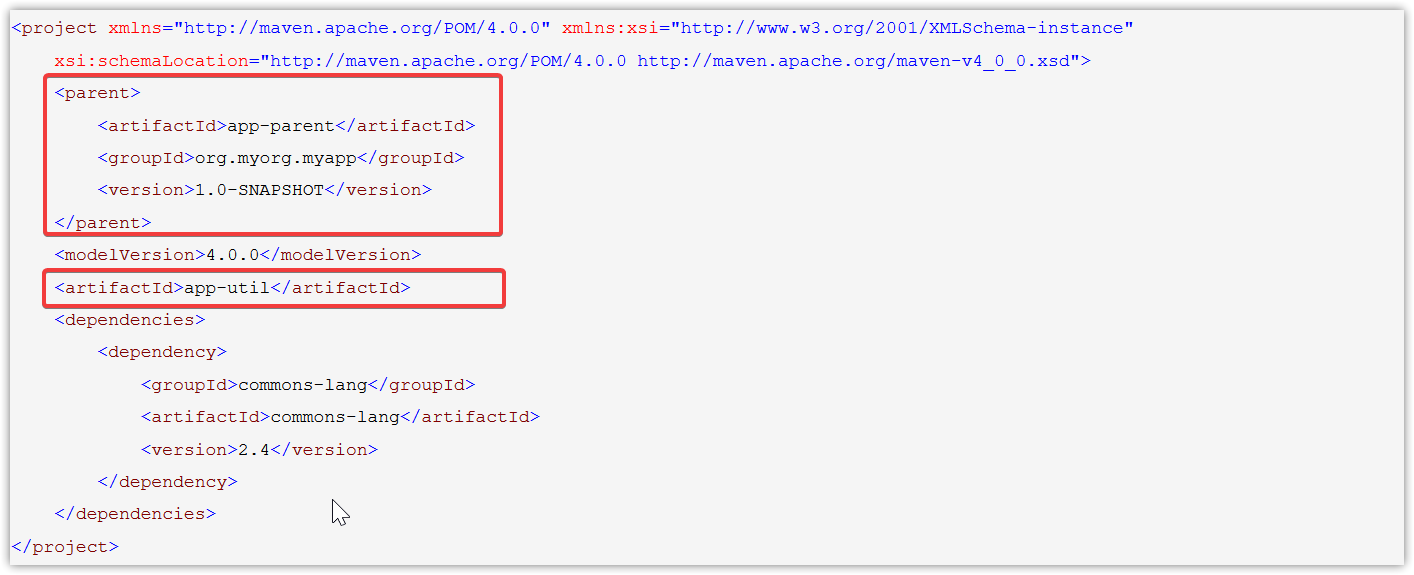 <project xmlns="http://maven.apache.org/POM/4.0.0" xmlns:xsi="http://www.w3.org/2001/XMLSchema-instance"
xsi:schemaLocation="http://maven.apache.org/POM/4.0.0 http://maven.apache.org/maven-v4_0_0.xsd">
<parent>
<artifactId>app-parent</artifactId>
<groupId>org.myorg.myapp</groupId>
<version>1.0-SNAPSHOT</version>
</parent>
<modelVersion>4.0.0</modelVersion>
<artifactId>app-util</artifactId>
<dependencies>
<dependency>
<groupId>commons-lang</groupId>
<artifactId>commons-lang</artifactId>
<version>2.4</version>
</dependency>
</dependencies>
</project>